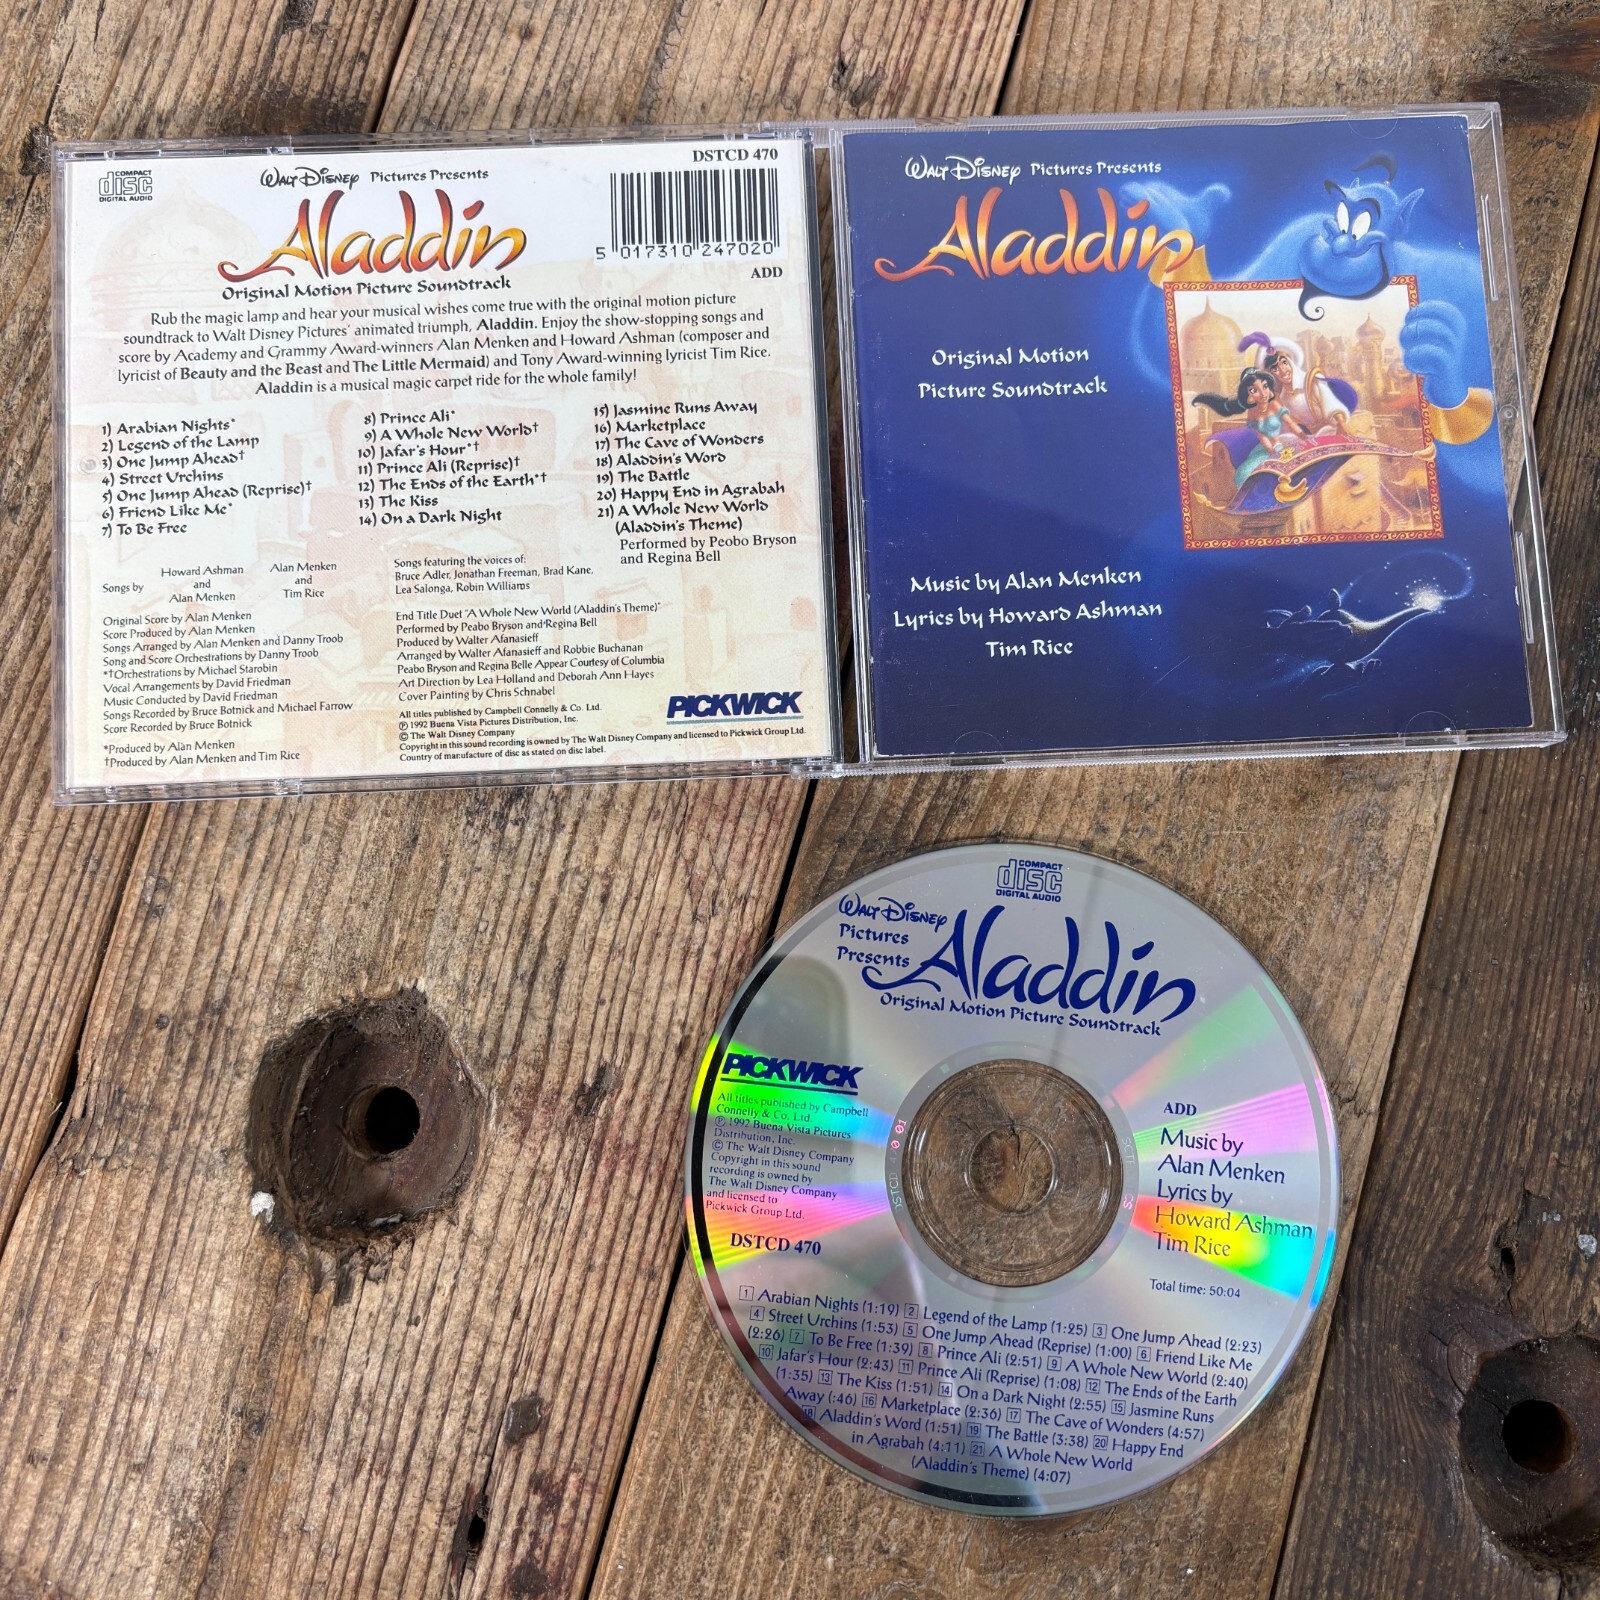 COMPACT
disc
DIGITAL AUDIO
DSTCD 470
Walt Disney Pictures Presents
Aladdin
Original Motion Picture Soundtrack
5 017310 247020
ADD
Rub the magic lamp and hear your musical wishes come true with the original motion picture
soundtrack to Walt Disney Pictures' animated triumph, Aladdin. Enjoy the show-stopping songs and
score by Academy and Grammy Award-winners Alan Menken and Howard Ashman (composer and
lyricist of Beauty and the Beast and The Little Mermaid) and Tony Award-winning lyricist Tim Rice.
Aladdin is a musical magic carpet ride for the whole family!
1) Arabian Nights*
2) Legend of the Lamp
3) One Jump Ahead†
4) Street Urchins
5) One Jump Ahead (Reprise)†
6) Friend Like Me*
7) To Be Free
8) Prince Ali*
9) A Whole New World†
10) Jafar's Hour*†
11) Prince Ali (Reprise)†
12) The Ends of the Earth*†
13) The Kiss
14) On a Dark Night
15) Jasmine Runs Away
16) Marketplace
17) The Cave of Wonders
18) Aladdin's Word
19) The Battle
20) Happy End in Agrabah
21) A Whole New World
(Aladdin's Theme)
Performed by Peobo Bryson
and Regina Bell
Songs by
Howard Ashman
and
Alan Menken
Alan Menken
and
Tim Rice
Original Score by Alan Menken
Score Produced by Alan Menken
Songs Arranged by Alan Menken and Danny Troob
Song and Score Orchestrations by Danny Troob
*†Orchestrations by Michael Starobin
Vocal Arrangements by David Friedman
Music Conducted by David Friedman
Songs Recorded by Bruce Botnick and Michael Farrow
Score Recorded by Bruce Botnick
*Produced by Alan Menken
†Produced by Alan Menken and Tim Rice
Songs featuring the voices of:
Bruce Adler, Jonathan Freeman, Brad Kane,
Lea Salonga, Robin Williams
End Title Duet "A Whole New World (Aladdin's Theme)"
Performed by Peabo Bryson and Regina Bell
Produced by Walter Afanasieff
Arranged by Walter Afanasieff and Robbie Buchanan
Peabo Bryson and Regina Belle Appear Courtesy of Columbia
Art Direction by Lea Holland and Deborah Ann Hayes
Cover Painting by Chris Schnabel
All titles published by Campbell Connelly & Co. Ltd.
℗ 1992 Buena Vista Pictures Distribution, Inc.
© The Walt Disney Company
Copyright in this sound recording is owned by The Walt Disney Company and licensed to Pickwick Group Ltd.
Country of manufacture of disc as stated on disc label.
PICKWICK
Walt Disney Pictures Presents
Aladdin
Original Motion
Picture Soundtrack
Music by Alan Menken
Lyrics by Howard Ashman
Tim Rice
COMPACT
disc
DIGITAL AUDIO
Walt Disney
Pictures
Presents
Aladdin
Original Motion Picture Soundtrack
PICKWICK
All titles published by Campbell
Connelly & Co. Ltd.
℗ 1992 Buena Vista Pictures
Distribution, Inc.
© The Walt Disney Company
Copyright in this sound
recording is owned by
The Walt Disney Company
and licensed to
Pickwick Group Ltd.
DSTCD 470
ADD
Music by
Alan Menken
Lyrics by
Howard Ashman
Tim Rice
Total time: 50:04
1 Arabian Nights (1:19) 2 Legend of the Lamp (1:25) 3 One Jump Ahead (2:23)
4 Street Urchins (1:53) 5 One Jump Ahead (Reprise) (1:00) 6 Friend Like Me
(2:26) 7 To Be Free (1:39) 8 Prince Ali (2:51) 9 A Whole New World (2:40)
10 Jafar's Hour (2:43) 11 Prince Ali (Reprise) (1:08) 12 The Ends of the Earth
(1:35) 13 The Kiss (1:51) 14 On a Dark Night (2:55) 15 Jasmine Runs
Away (:46) 16 Marketplace (2:36) 17 The Cave of Wonders (4:57)
18 Aladdin's Word (1:51) 19 The Battle (3:38) 20 Happy End
in Agrabah (4:11) 21 A Whole New World
(Aladdin's Theme) (4:07)